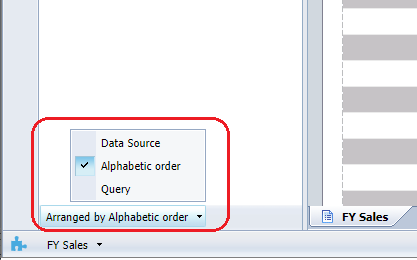 Data Source
Alphabetic order
Query
Arranged by Alphabetic order
FY Sales
FY Sales